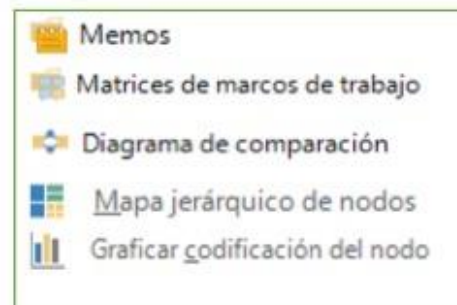 Memos
Matrices de marcos de trabajo
Diagrama de comparación
Mapa jerárquico de nodos
Graficar codificación del nodo